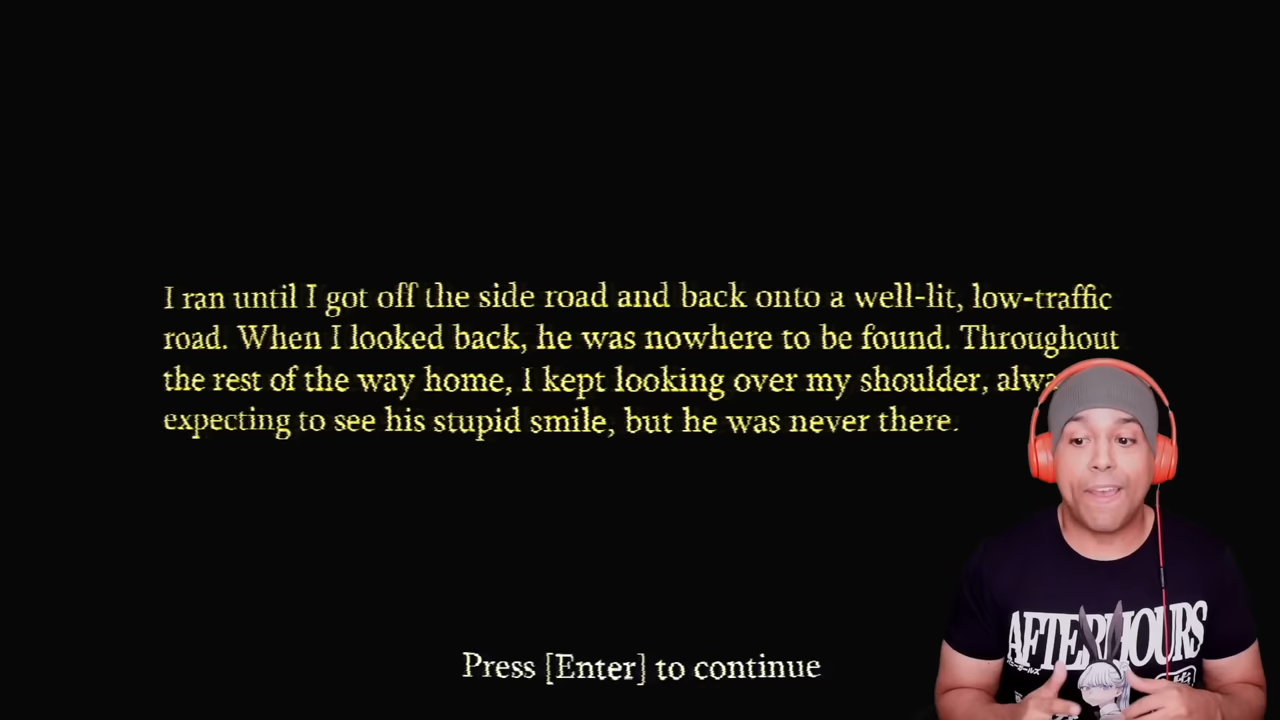 I ran until I got off the side road and back onto a well-lit, low-traffic
road. When I looked back, he was nowhere to be found. Throughout
the rest of the way home, I kept looking over my shoulder,
expecting to see his stupid smile, but he was never there.
AFTERHOURS
Press [Enter] to continue